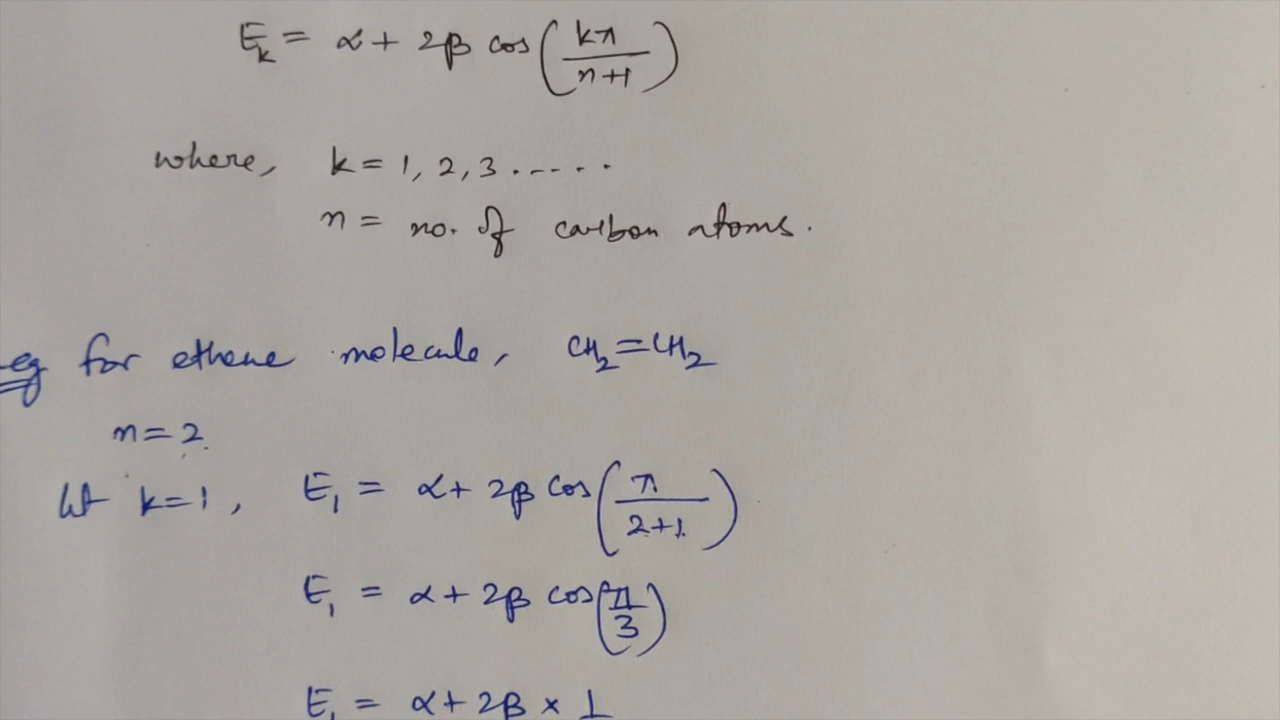 E_k = α + 2β cos(kπ/(n+1))
where, k = 1, 2, 3 .....
n = no. of carbon atoms.
eg for ethene molecule, CH₂=CH₂
n=2
let k=1, E₁ = α + 2β cos(π/(2+1))
E₁ = α + 2β cos(π/3)
E₁ = α + 2β × 1